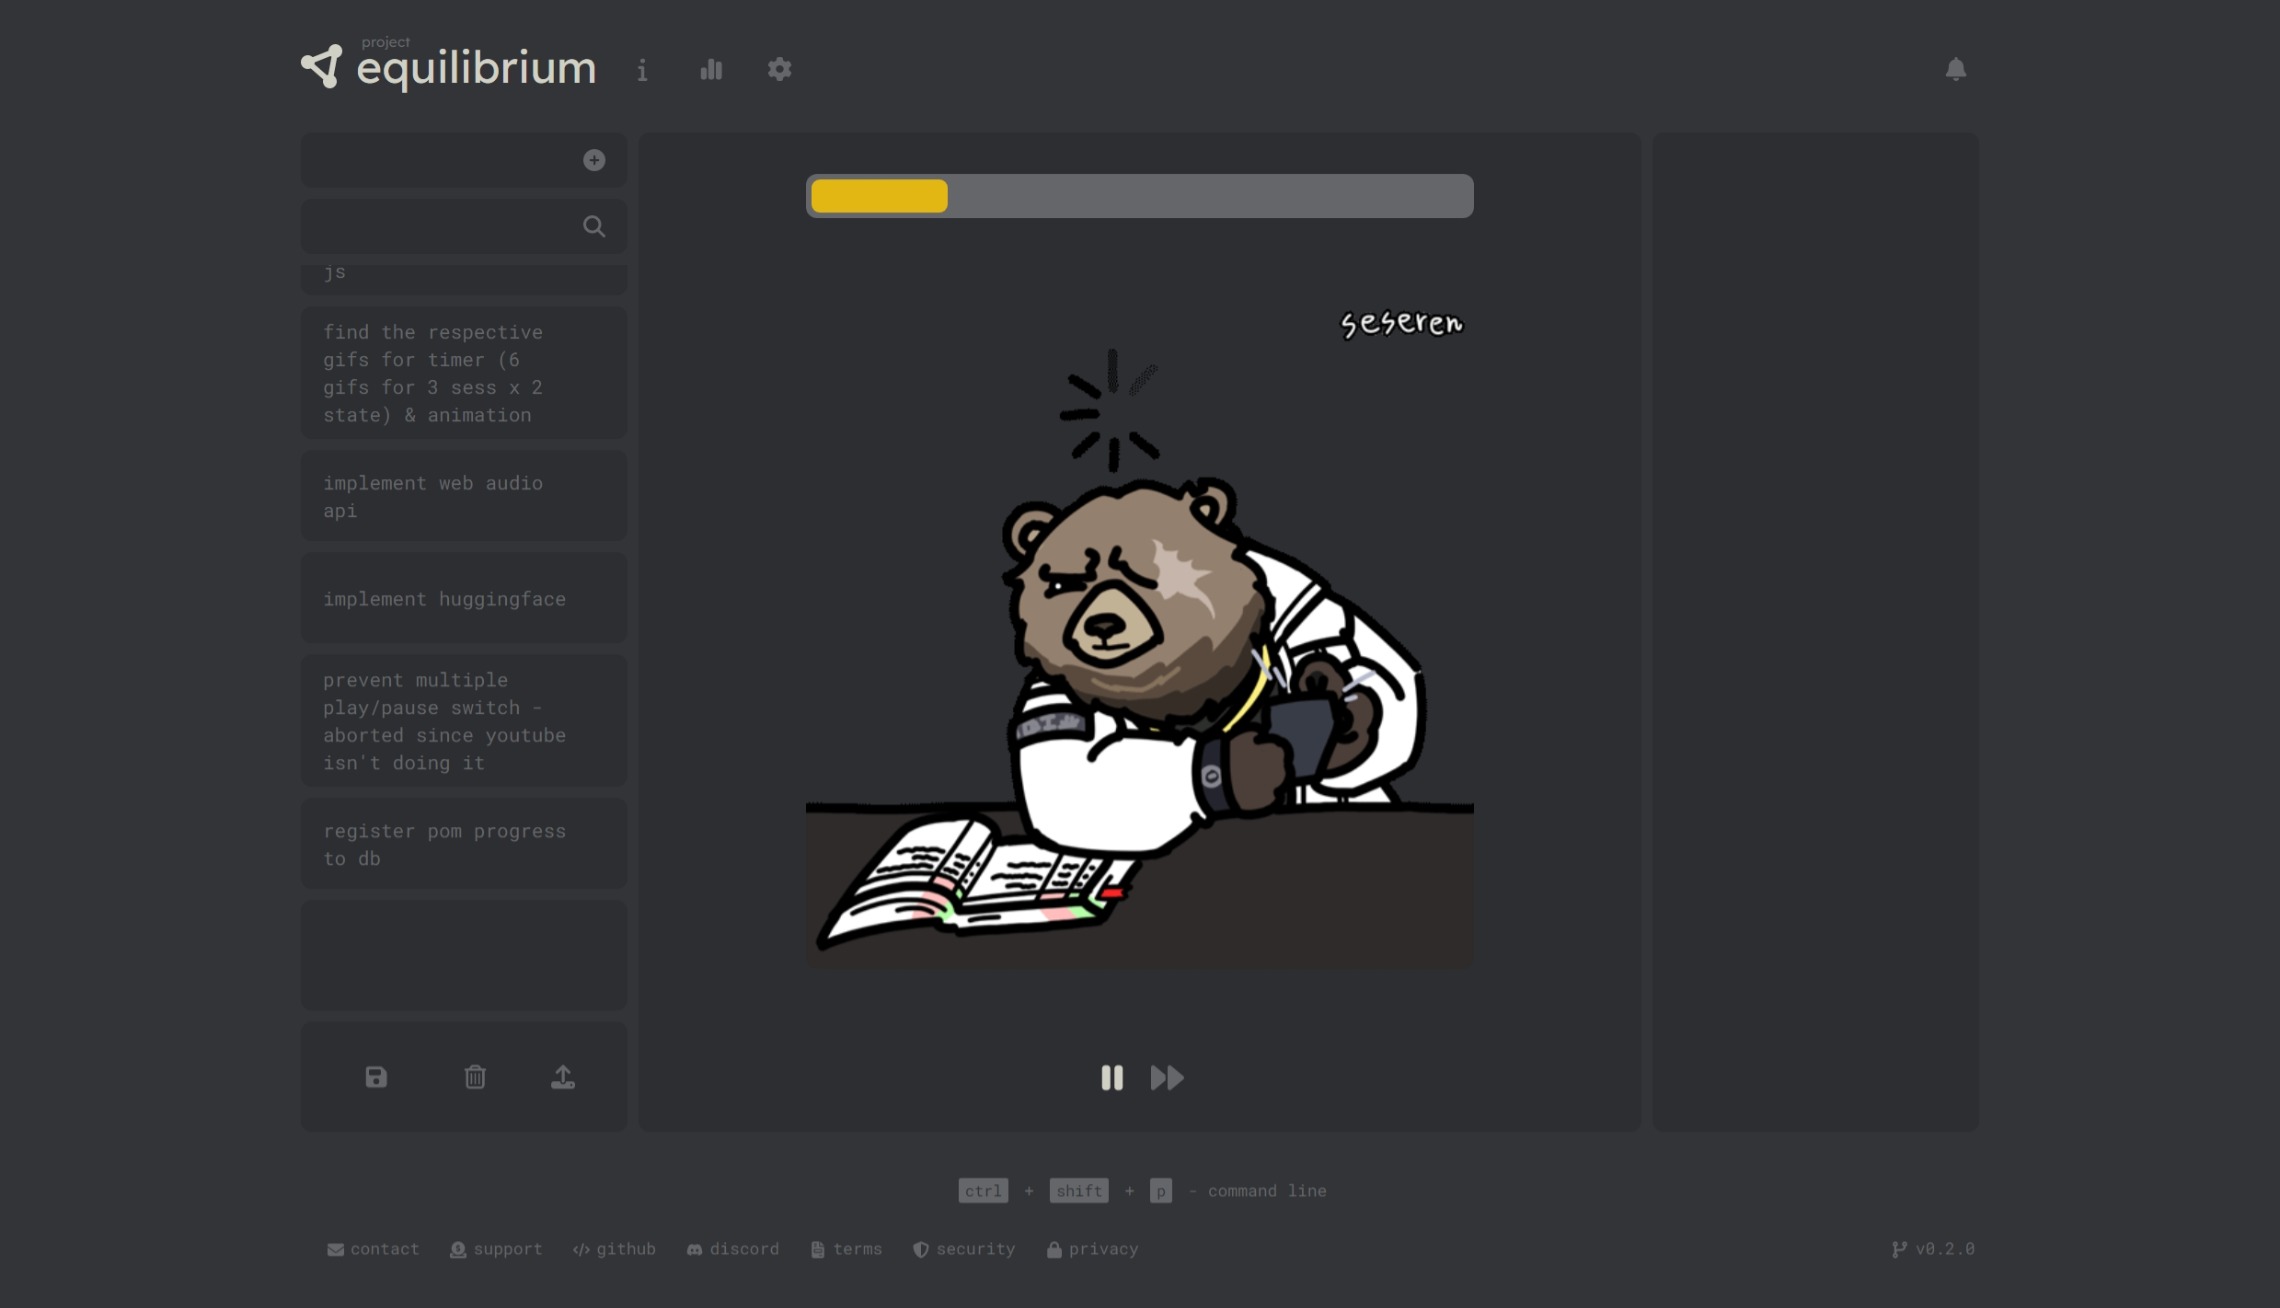 project
equilibrium
js
find the respective
gifs for timer (6
gifs for 3 sess x 2
state) & animation
implement web audio
api
implement huggingface
prevent multiple
play/pause switch -
aborted since youtube
isn't doing it
register pom progress
to db
seseren
ctrl + shift + p - command line
contact support github discord terms security privacy
v0.2.0